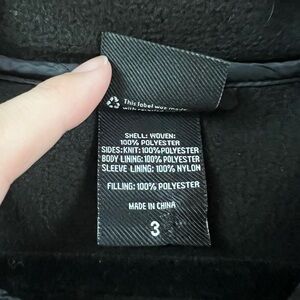 This label was made
SHELL: WOVEN:
100% POLYESTER
SIDES: KNIT: 100% POLYESTER
BODY LINING: 100% POLYESTER
SLEEVE LINING: 100% NYLON
FILLING: 100% POLYESTER
MADE IN CHINA
3